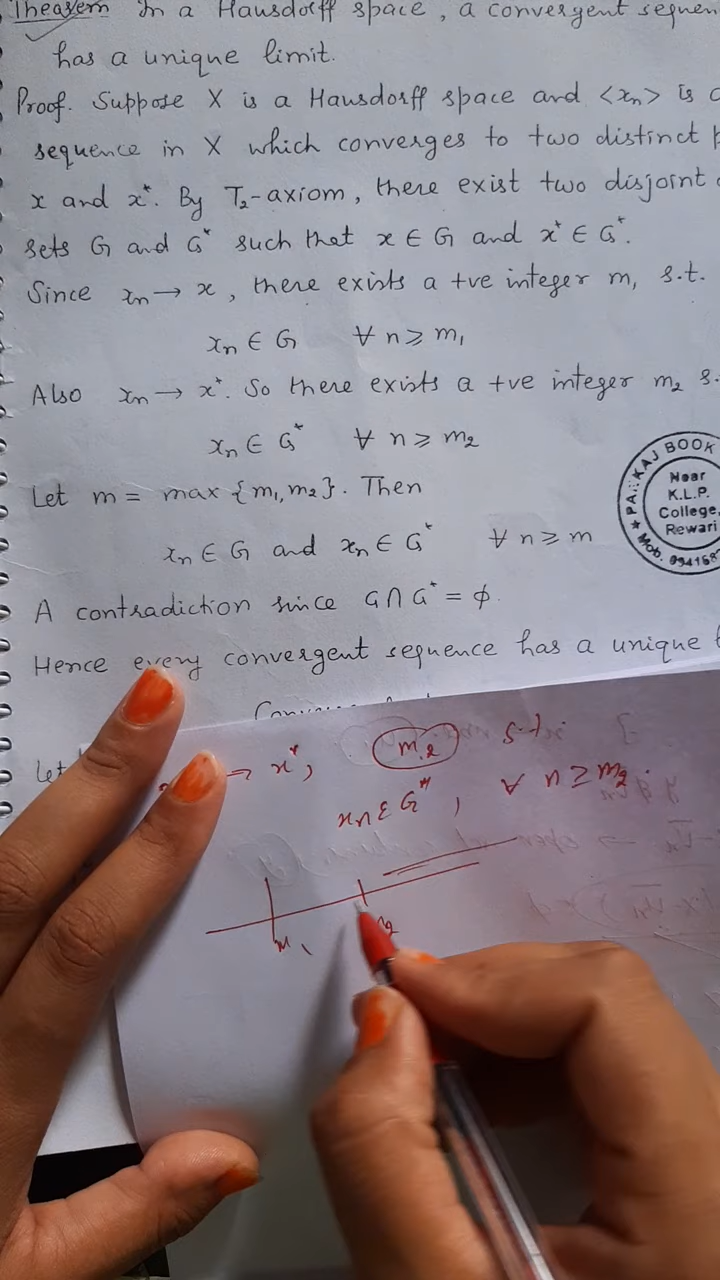 Theorem In a Hausdorff space, a convergent sequen
has a unique limit.
Proof. Suppose X is a Hausdorff space and <xn> is a
sequence in X which converges to two distinct p
x and x*. By T2-axiom, there exist two disjoint
sets G and G* such that x ∈ G and x* ∈ G*.
Since xn → x, there exists a +ve integer m1 s.t.
xn ∈ G ∀ n ≥ m1
Also xn → x*. So there exists a +ve integer m2 s.
xn ∈ G* ∀ n ≥ m2
Let m = max {m1, m2}. Then
xn ∈ G and xn ∈ G* ∀ n ≥ m
A contradiction since G ∩ G* = ϕ.
Hence every convergent sequence has a unique
Let
→ x*, m2 s.t.
xn ∈ G*, ∀ n ≥ m2.
m1 m2
PANKAJ BOOK
Near
K.L.P.
College,
Rewari
Mob. 094168